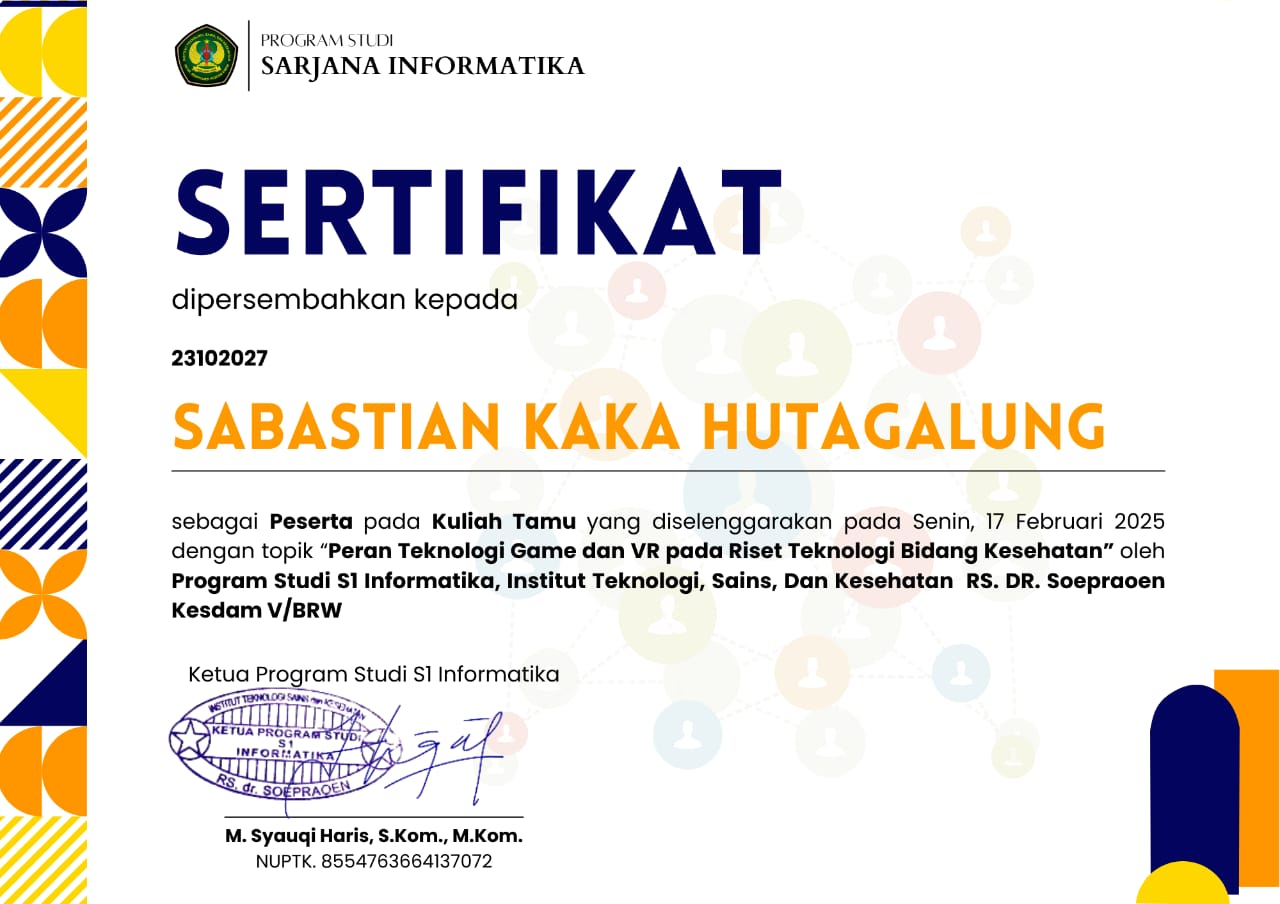 PROGRAM STUDI
SARJANA INFORMATIKA
SERTIFIKAT
dipersembahkan kepada
23102027
SABASTIAN KAKA HUTAGALUNG
sebagai Peserta pada Kuliah Tamu yang diselenggarakan pada Senin, 17 Februari 2025
dengan topik “Peran Teknologi Game dan VR pada Riset Teknologi Bidang Kesehatan” oleh
Program Studi S1 Informatika, Institut Teknologi, Sains, Dan Kesehatan RS. DR. Soepraoen
Kesdam V/BRW
Ketua Program Studi S1 Informatika
INSTITUT TEKNOLOGI SAINS
KETUA PROGRAM STUDI
S1
INFORMATIKA
RS. dr. SOEPRAOEN
M. Syauqi Haris, S.Kom., M.Kom.
NUPTK. 8554763664137072